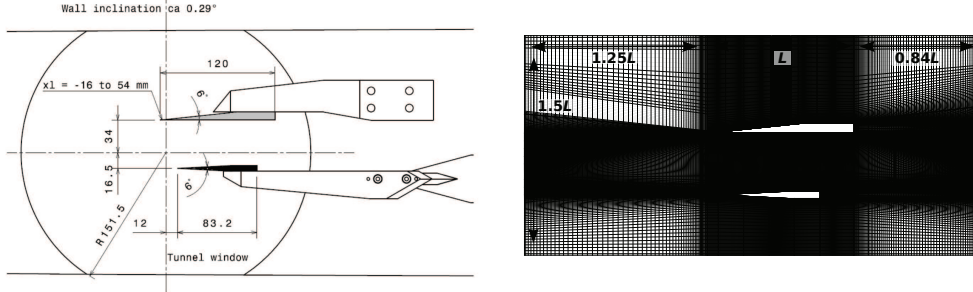 Wall inclination ca 0.29°
120
xl = -16 to 54 mm
6°
34
16.5
6°
R151.5
12
83.2
Tunnel window
1.25L
L
0.84L
1.5L